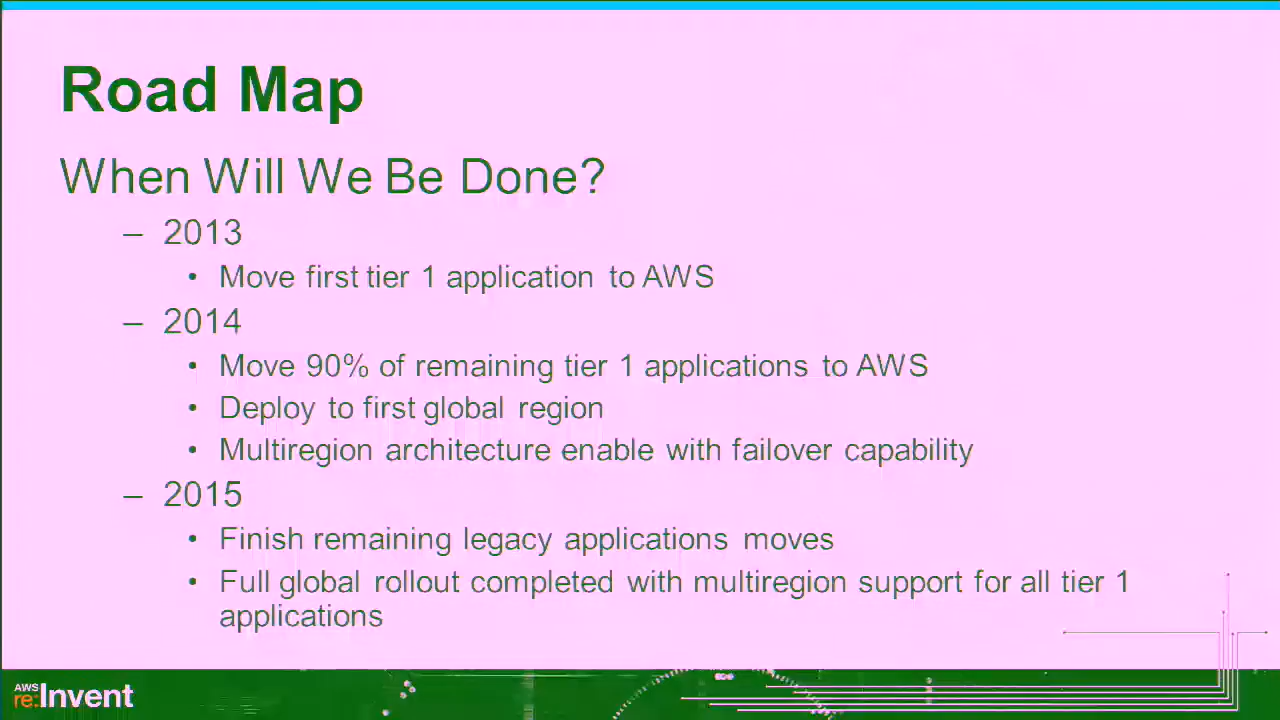 Road Map
When Will We Be Done?
– 2013
• Move first tier 1 application to AWS
– 2014
• Move 90% of remaining tier 1 applications to AWS
• Deploy to first global region
• Multiregion architecture enable with failover capability
– 2015
• Finish remaining legacy applications moves
• Full global rollout completed with multiregion support for all tier 1
applications
AWS
re:Invent